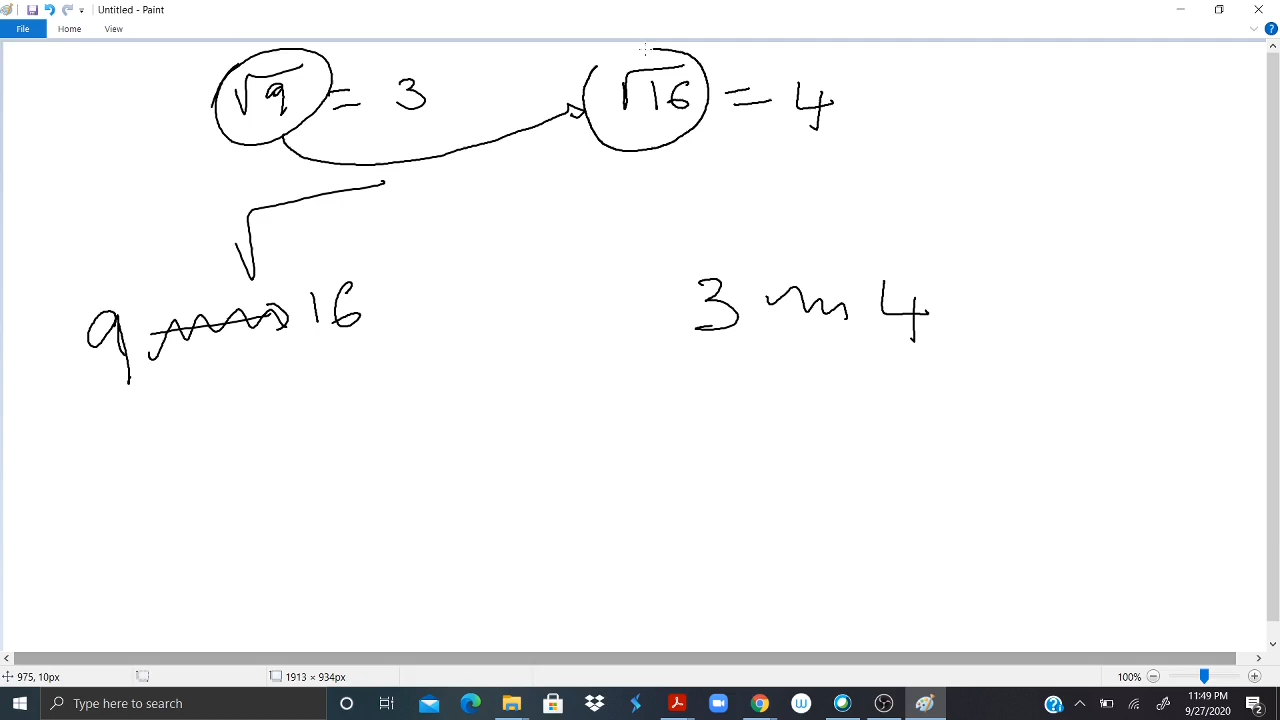 Untitled - Paint
File Home View
√9 = 3 √16 = 4
√
9 16 3 4
975, 10px 1913 × 934px 100%
Type here to search
11:49 PM
9/27/2020
2